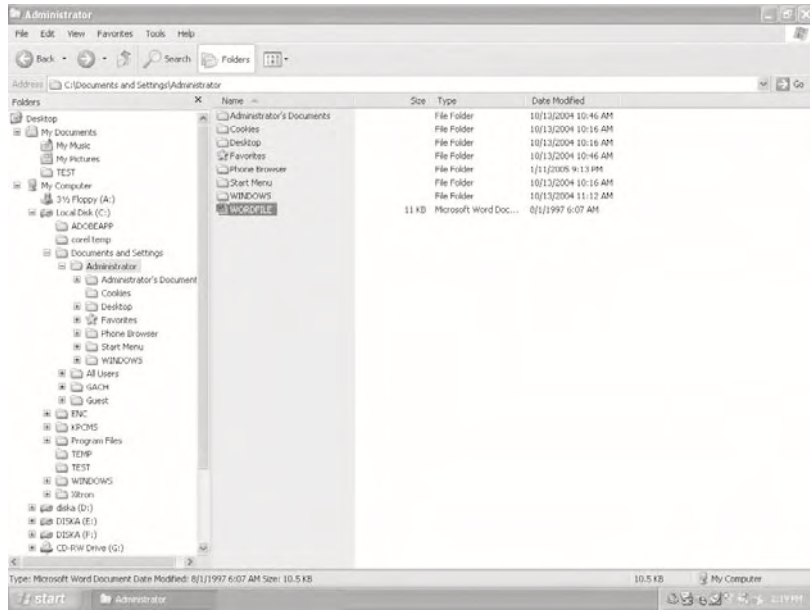 Administrator
File Edit View Favorites Tools Help
Back Search Folders
Address C:\Documents and Settings\Administrator Go
Folders
Desktop
My Documents
My Music
My Pictures
TEST
My Computer
3½ Floppy (A:)
Local Disk (C:)
ADOBEAPP
corel temp
Documents and Settings
Administrator
Administrator's Document
Cookies
Desktop
Favorites
Phone Browser
Start Menu
WINDOWS
All Users
GACH
Guest
ENC
KPCMS
Program Files
TEMP
TEST
WINDOWS
Xitron
diska (D:)
DISKA (E:)
DISKA (F:)
CD-RW Drive (G:)
Name Size Type Date Modified
Administrator's Documents File Folder 10/13/2004 10:46 AM
Cookies File Folder 10/13/2004 10:16 AM
Desktop File Folder 10/13/2004 10:16 AM
Favorites File Folder 10/13/2004 10:46 AM
Phone Browser File Folder 1/11/2005 9:13 PM
Start Menu File Folder 10/13/2004 10:16 AM
WINDOWS File Folder 10/13/2004 11:12 AM
WORDFILE 11 KB Microsoft Word Doc... 8/1/1997 6:07 AM
Type: Microsoft Word Document Date Modified: 8/1/1997 6:07 AM Size: 10.5 KB 10.5 KB My Computer
start Administrator